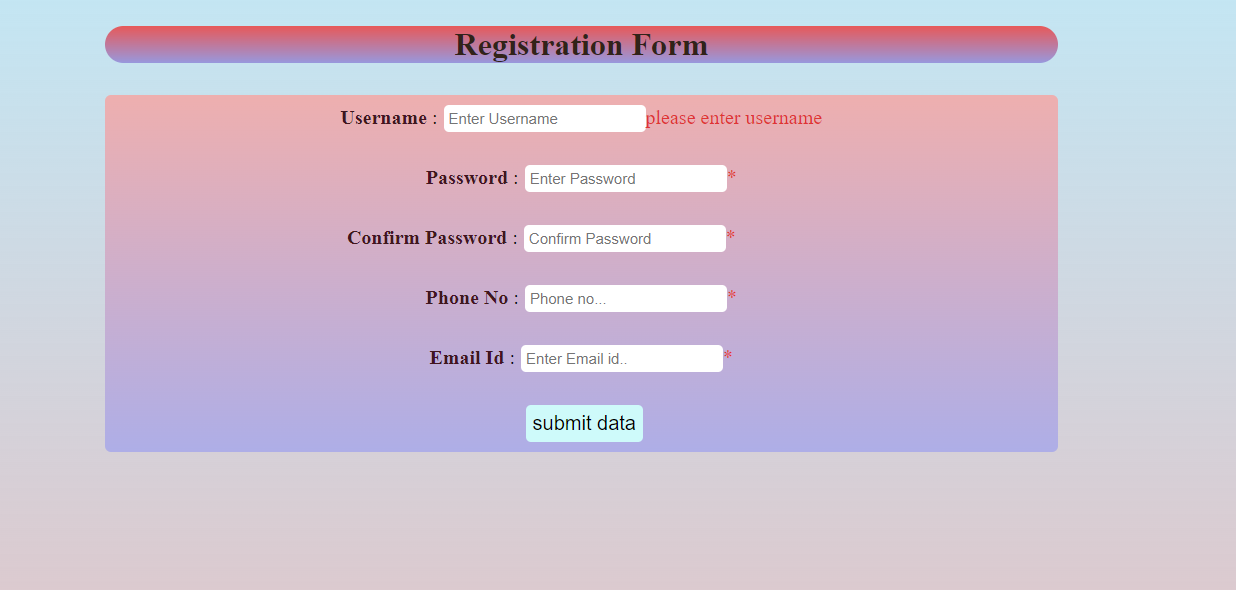 Registration Form
Username : Enter Username please enter username
Password : Enter Password *
Confirm Password : Confirm Password *
Phone No : Phone no... *
Email Id : Enter Email id.. *
submit data